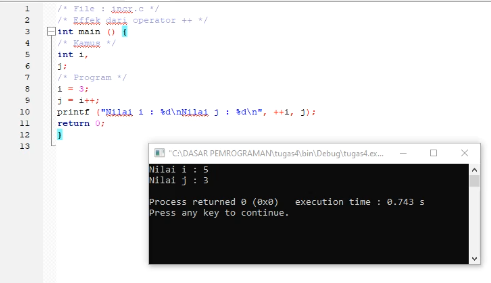 1 /* File : incr.c */
2 /* Effek dari operator ++ */
3 int main () {
4 /* Kamus */
5 int i,
6 j;
7 /* Program */
8 i = 3;
9 j = i++;
10 printf ("Nilai i : %d\nNilai j : %d\n", ++i, j);
11 return 0;
12 }
13
"C:\DASAR PEMROGRAMAN\tugas4\bin\Debug\tugas4.ex...
Nilai i : 5
Nilai j : 3
Process returned 0 (0x0) execution time : 0.743 s
Press any key to continue.